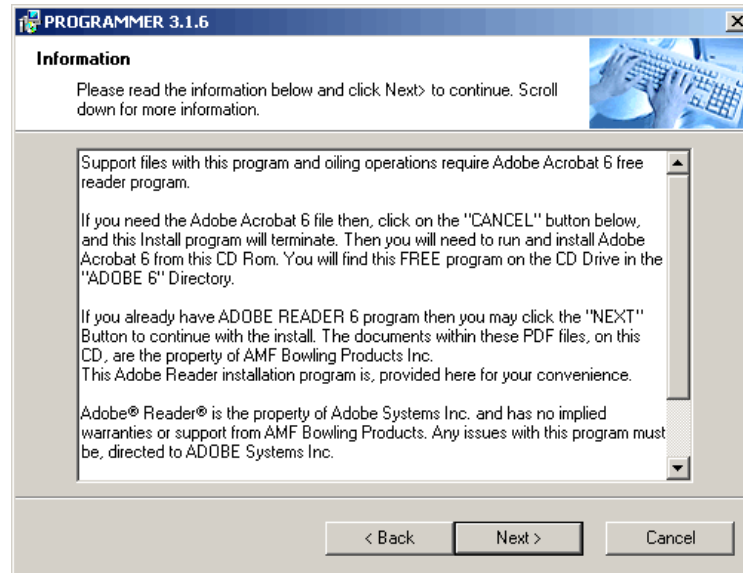 PROGRAMMER 3.1.6
Information
Please read the information below and click Next> to continue. Scroll
down for more information.
Support files with this program and oiling operations require Adobe Acrobat 6 free
reader program.
If you need the Adobe Acrobat 6 file then, click on the "CANCEL" button below,
and this Install program will terminate. Then you will need to run and install Adobe
Acrobat 6 from this CD Rom. You will find this FREE program on the CD Drive in the
"ADOBE 6" Directory.
If you already have ADOBE READER 6 program then you may click the "NEXT"
Button to continue with the install. The documents within these PDF files, on this
CD, are the property of AMF Bowling Products Inc.
This Adobe Reader installation program is, provided here for your convenience.
Adobe® Reader® is the property of Adobe Systems Inc. and has no implied
warranties or support from AMF Bowling Products. Any issues with this program must
be, directed to ADOBE Systems Inc.
< Back Next > Cancel